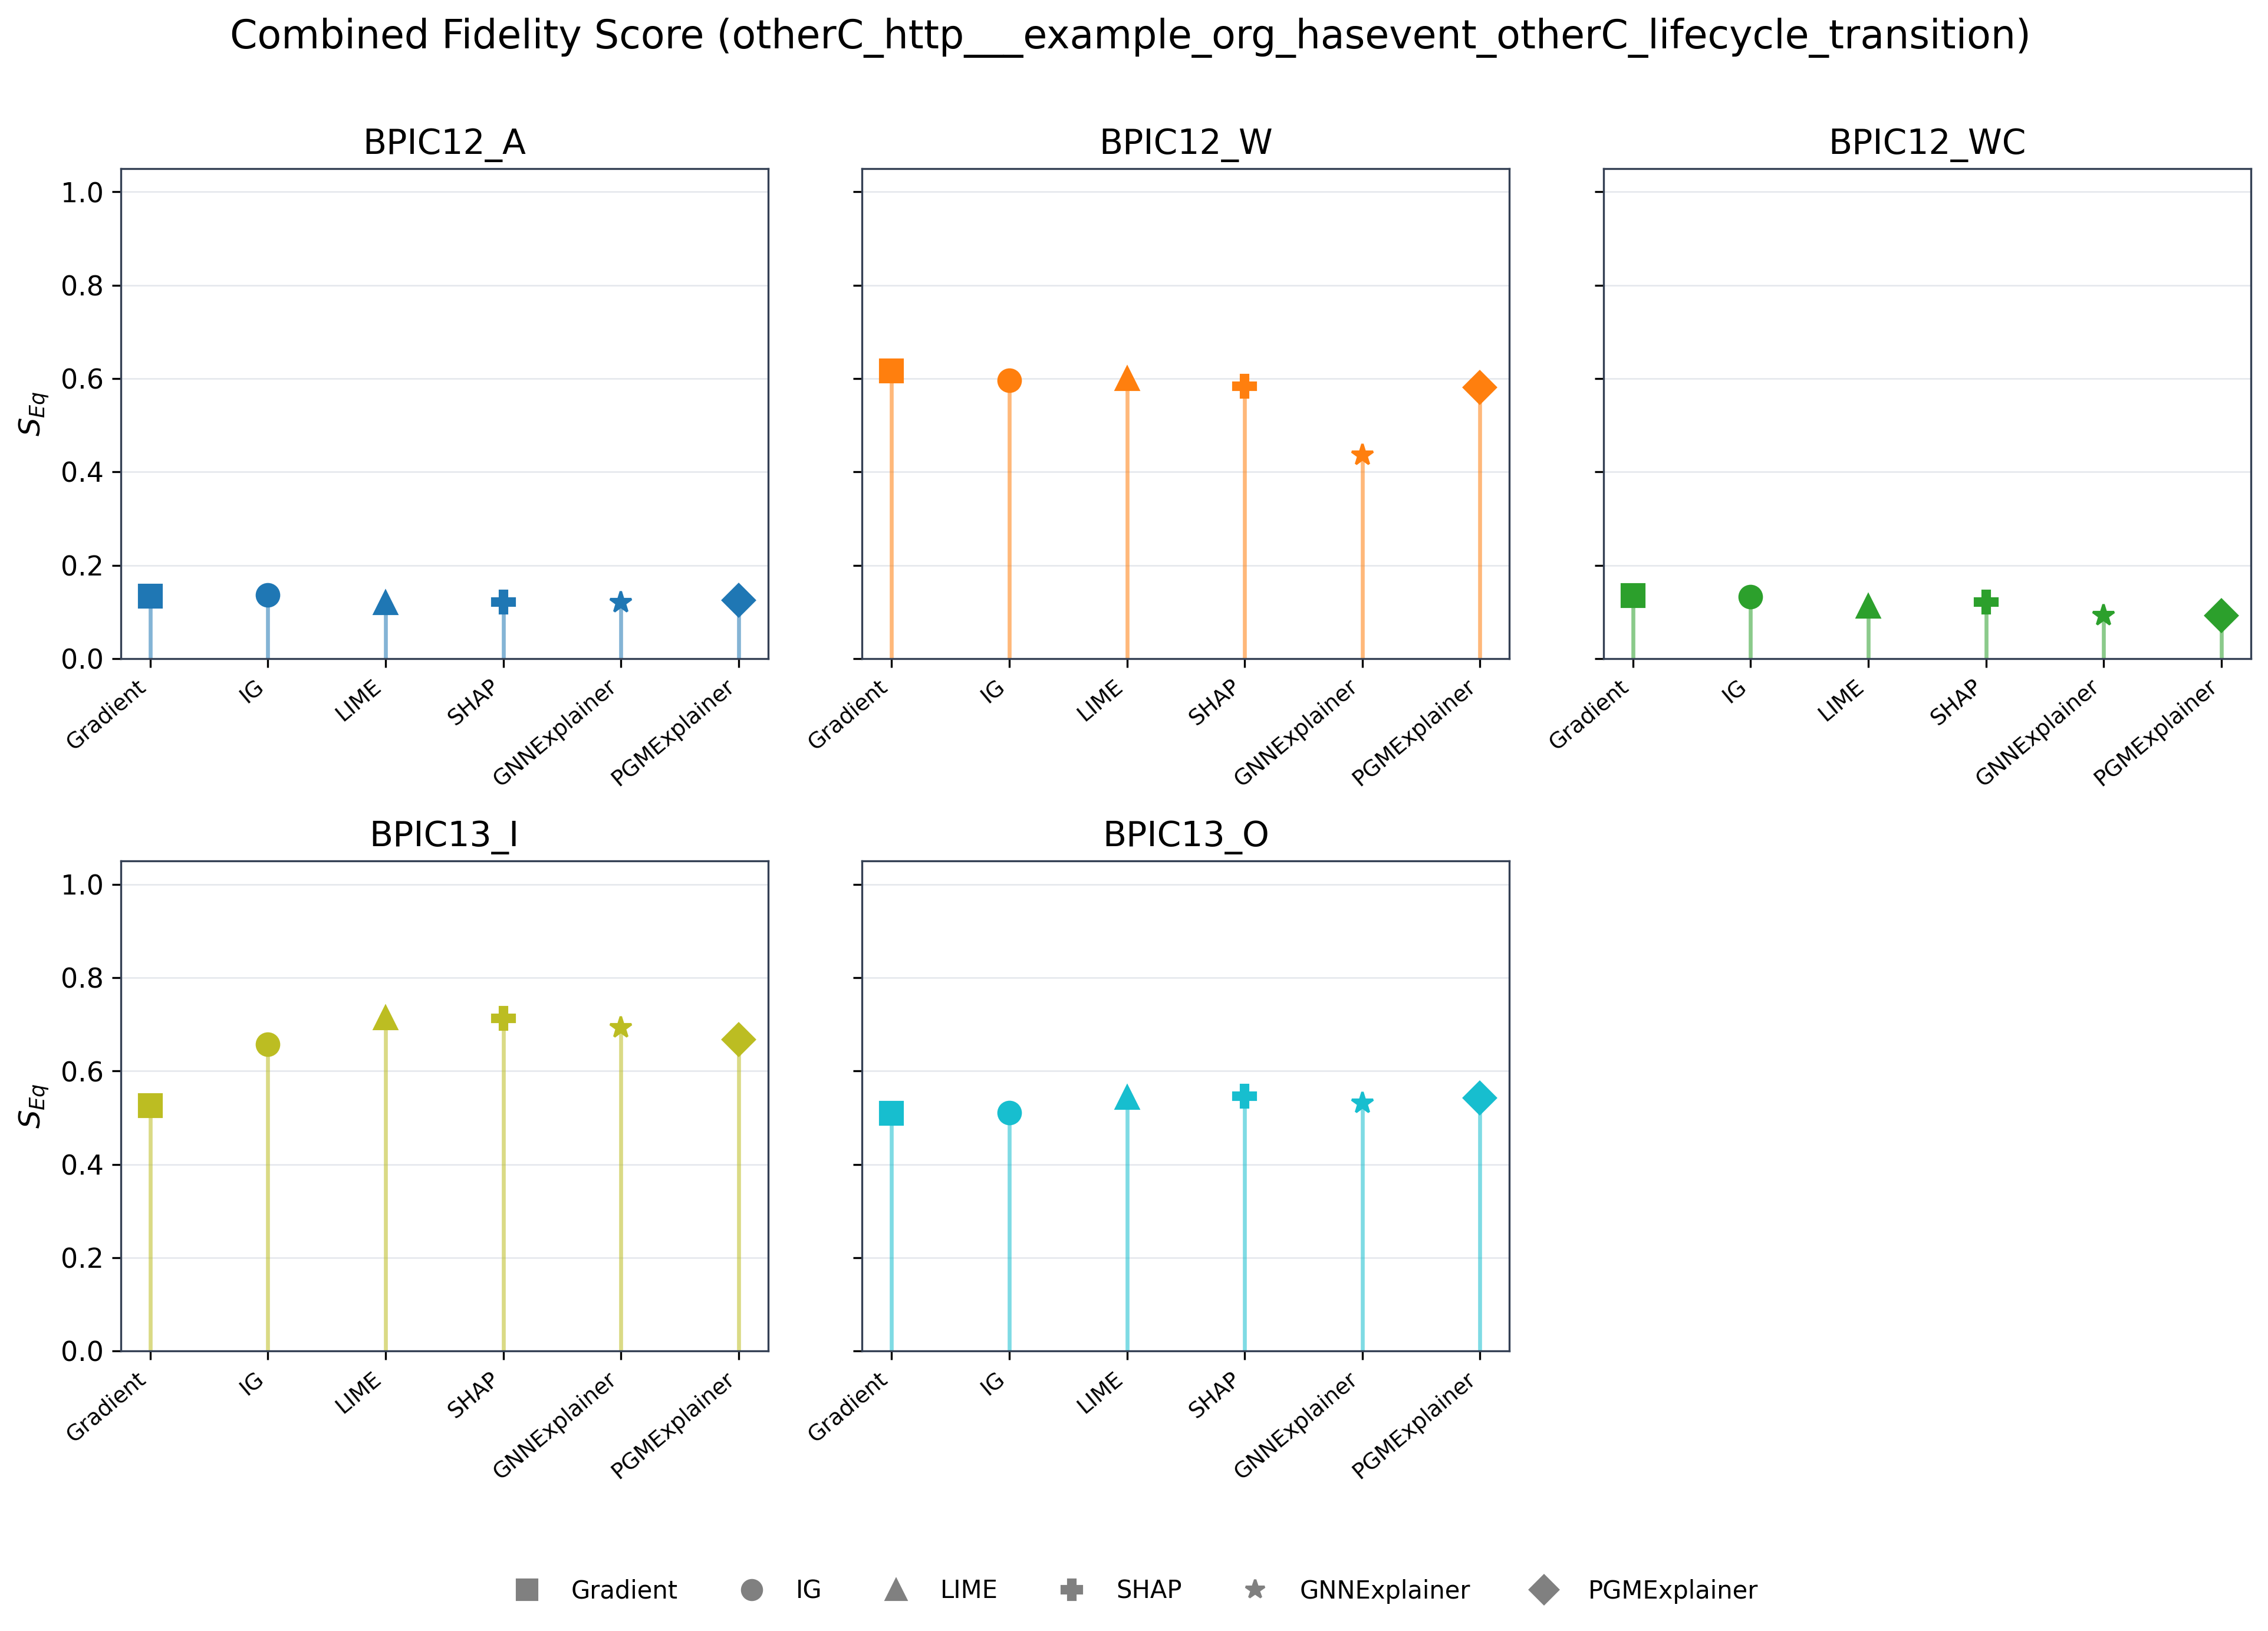 Combined Fidelity Score (otherC_http___example_org_hasevent_otherC_lifecycle_transition)
BPIC12_A
BPIC12_W
BPIC12_WC
1.0
0.8
0.6
0.4
0.2
0.0
S_Eq
Gradient
IG
LIME
SHAP
GNNExplainer
PGMExplainer
Gradient
IG
LIME
SHAP
GNNExplainer
PGMExplainer
Gradient
IG
LIME
SHAP
GNNExplainer
PGMExplainer
BPIC13_I
BPIC13_O
1.0
0.8
0.6
0.4
0.2
0.0
S_Eq
Gradient
IG
LIME
SHAP
GNNExplainer
PGMExplainer
Gradient
IG
LIME
SHAP
GNNExplainer
PGMExplainer
Gradient IG LIME SHAP GNNExplainer PGMExplainer